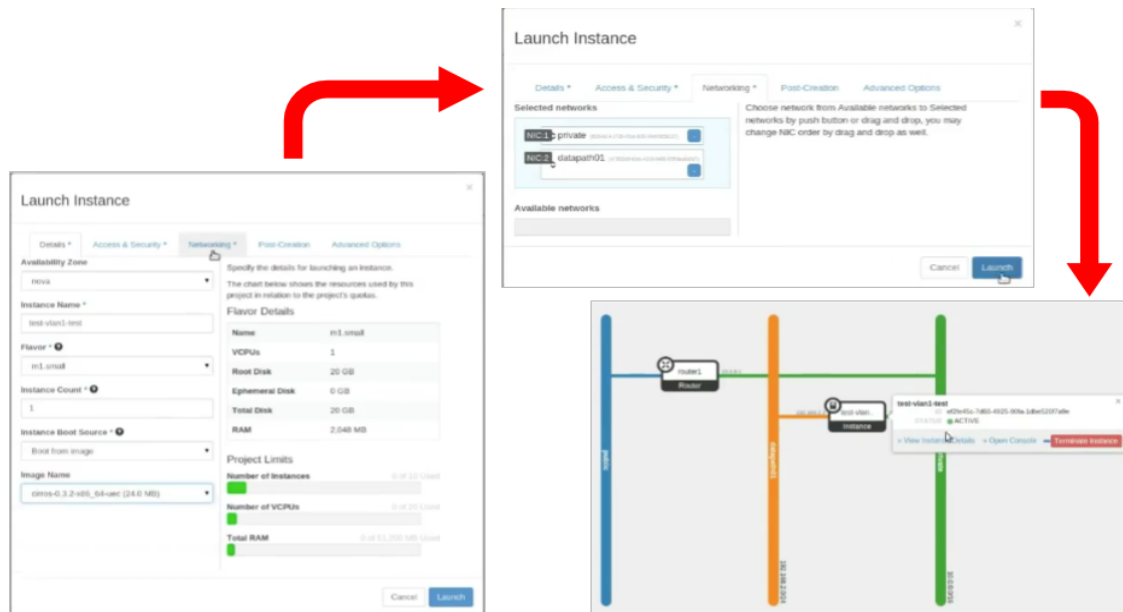 Launch Instance
×
Details *
Access & Security *
Networking *
Post-Creation
Advanced Options
Availability Zone
nova
Instance Name *
test-vlan1-test
Flavor *
m1.small
Instance Count *
1
Instance Boot Source *
Boot from image
Image Name
cirros-0.3.2-x86_64-uec (24.0 MB)
Specify the details for launching an instance.
The chart below shows the resources used by this
project in relation to the project's quotas.
Flavor Details
Name m1.small
VCPUs 1
Root Disk 20 GB
Ephemeral Disk 0 GB
Total Disk 20 GB
RAM 2,048 MB
Project Limits
Number of Instances 0 of 10 Used
Number of VCPUs 0 of 20 Used
Total RAM 0 of 51,200 MB Used
Cancel
Launch
Launch Instance
×
Details *
Access & Security *
Networking *
Post-Creation
Advanced Options
Selected networks
NIC:1 private
NIC:2 datapath01
Available networks
Choose network from Available networks to Selected
networks by push button or drag and drop, you may
change NIC order by drag and drop as well.
Cancel
Launch
public
router1
Router
test-vlan..
Instance
test-vlan1-test
×
ID
STATUS ACTIVE
» View Instance Details
» Open Console
Terminate Instance